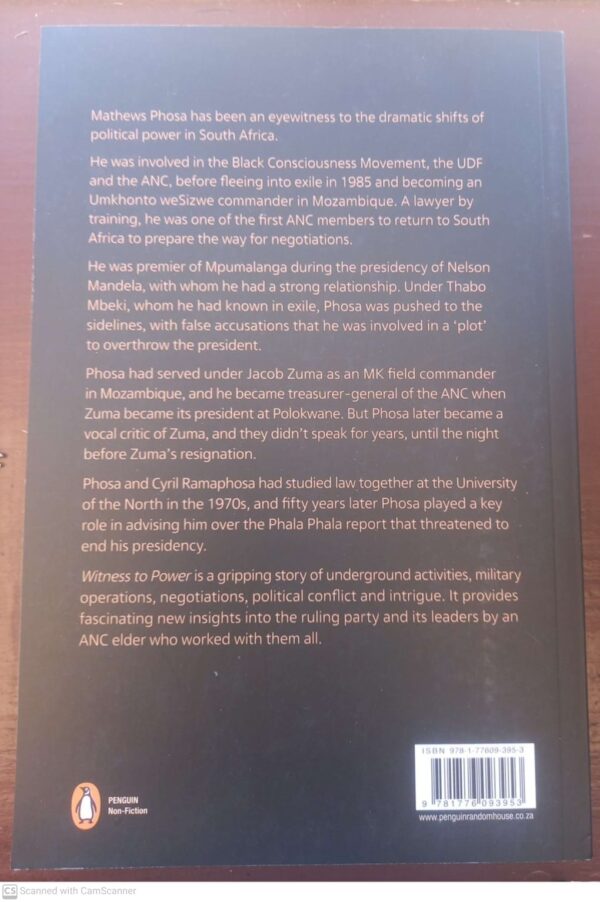 Mathews Phosa has been an eyewitness to the dramatic shifts of
political power in South Africa.
He was involved in the Black Consciousness Movement, the UDF
and the ANC, before fleeing into exile in 1985 and becoming an
Umkhonto weSizwe commander in Mozambique. A lawyer by
training, he was one of the first ANC members to return to South
Africa to prepare the way for negotiations.
He was premier of Mpumalanga during the presidency of Nelson
Mandela, with whom he had a strong relationship. Under Thabo
Mbeki, whom he had known in exile, Phosa was pushed to the
sidelines, with false accusations that he was involved in a ‘plot’
to overthrow the president.
Phosa had served under Jacob Zuma as an MK field commander
in Mozambique, and he became treasurer-general of the ANC when
Zuma became its president at Polokwane. But Phosa later became a
vocal critic of Zuma, and they didn’t speak for years, until the night
before Zuma’s resignation.
Phosa and Cyril Ramaphosa had studied law together at the University
of the North in the 1970s, and fifty years later Phosa played a key
role in advising him over the Phala Phala report that threatened to
end his presidency.
Witness to Power is a gripping story of underground activities, military
operations, negotiations, political conflict and intrigue. It provides
fascinating new insights into the ruling party and its leaders by an
ANC elder who worked with them all.
PENGUIN
Non-Fiction
ISBN 978-1-77609-395-3
9 781776 093953
www.penguinrandomhouse.co.za
CS Scanned with CamScanner